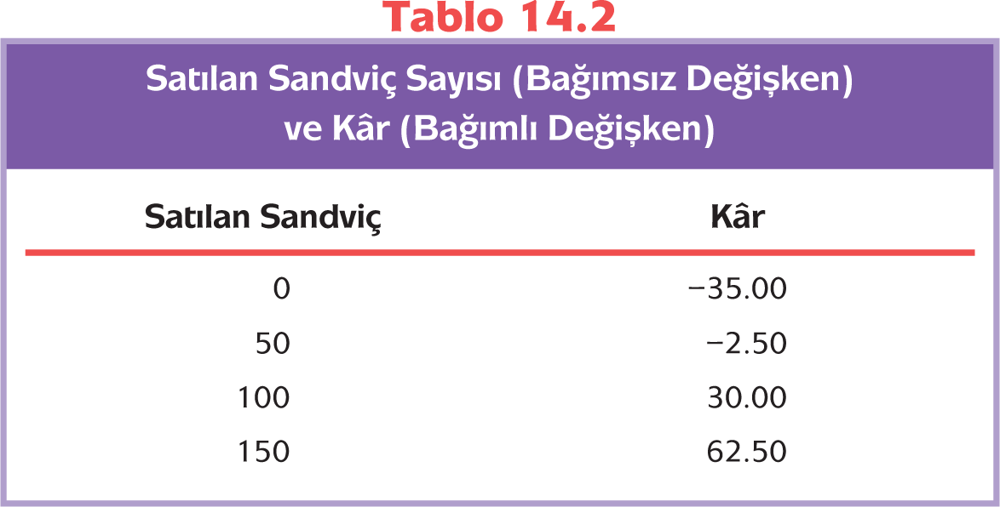 Tablo 14.2
Satılan Sandviç Sayısı (Bağımsız Değişken)
ve Kâr (Bağımlı Değişken)
Satılan Sandviç Kâr
0 −35.00
50 −2.50
100 30.00
150 62.50